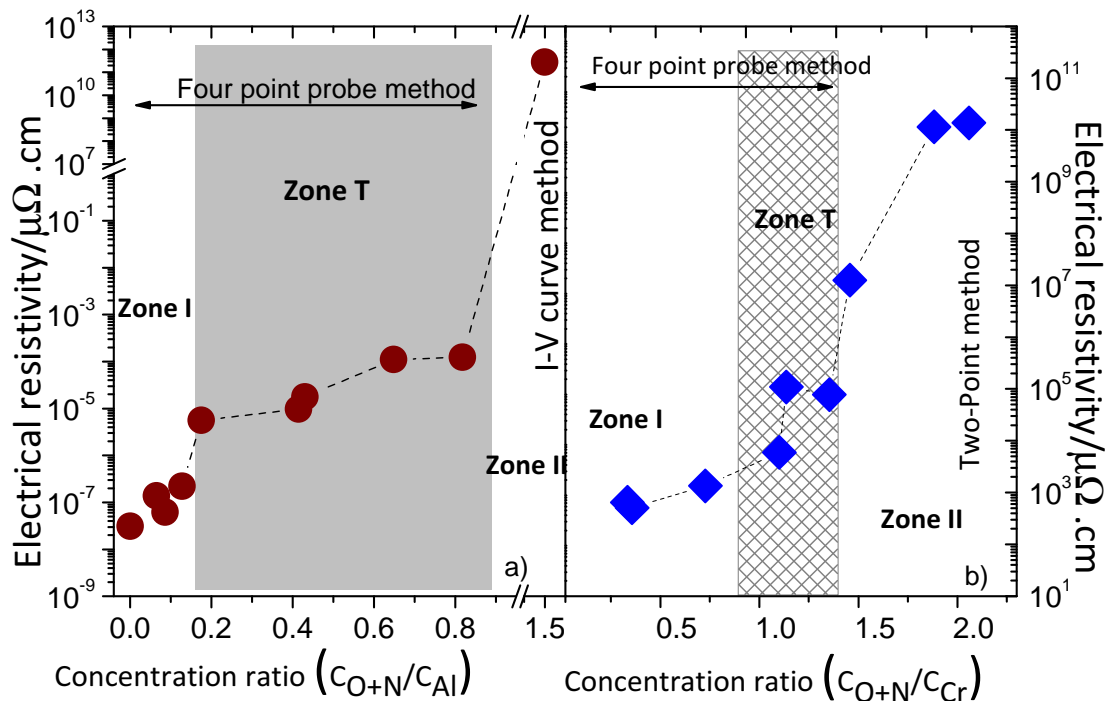 10^13
10^10
10^7
10^-1
10^-3
10^-5
10^-7
10^-9
Electrical resistivity/μΩ .cm
Four point probe method
Zone T
Zone I
Zone II
a)
0.0 0.2 0.4 0.6 0.8 1.5
Concentration ratio (C_O+N/C_Al)
I-V curve method
Four point probe method
Zone T
Zone I
Zone II
Two-Point method
b)
0.5 1.0 1.5 2.0
Concentration ratio (C_O+N/C_Cr)
10^11
10^9
10^7
10^5
10^3
10^1
Electrical resistivity/μΩ .cm